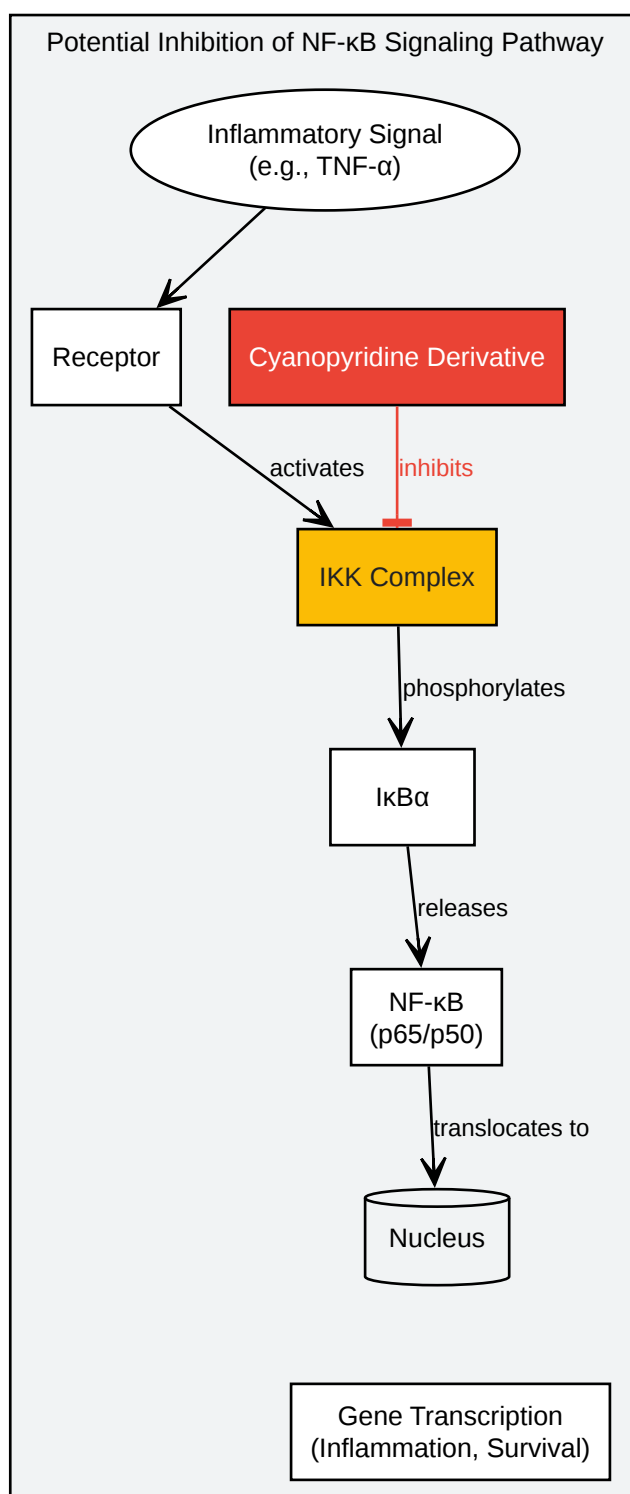 Potential Inhibition of NF-κB Signaling Pathway
Inflammatory Signal
(e.g., TNF-α)
Receptor
Cyanopyridine Derivative
activates
inhibits
IKK Complex
phosphorylates
IκBα
releases
NF-κB
(p65/p50)
translocates to
Nucleus
Gene Transcription
(Inflammation, Survival)